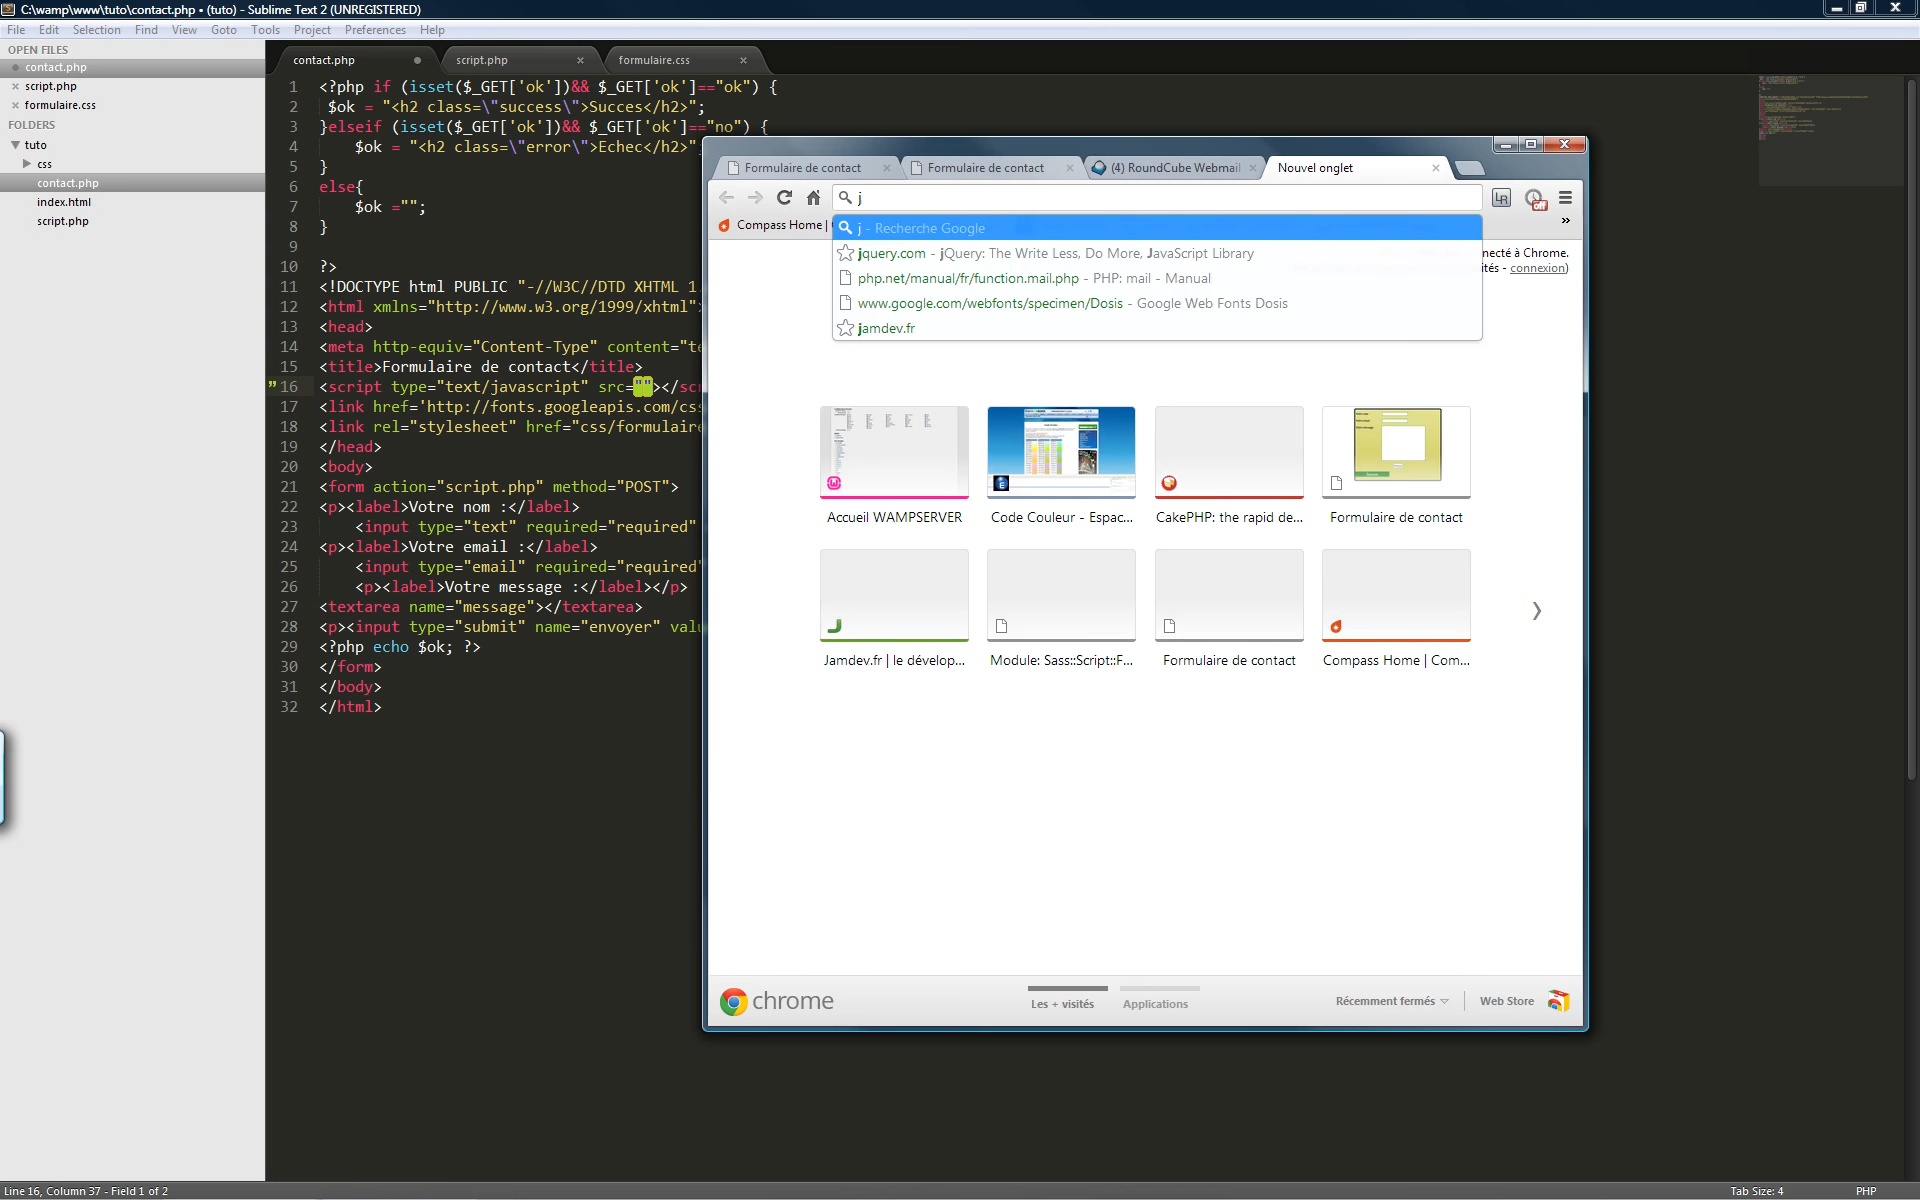 C:\wamp\www\tuto\contact.php • (tuto) - Sublime Text 2 (UNREGISTERED)
File Edit Selection Find View Goto Tools Project Preferences Help
OPEN FILES
contact.php
script.php
formulaire.css
FOLDERS
tuto
css
contact.php
index.html
script.php
contact.php script.php formulaire.css
1 <?php if (isset($_GET['ok'])&& $_GET['ok']=="ok") {
2 $ok = "<h2 class=\"success\">Succes</h2>";
3 }elseif (isset($_GET['ok'])&& $_GET['ok']=="no") {
4 $ok = "<h2 class=\"error\">Echec</h2>"
5 }
6 else{
7 $ok ="";
8 }
9
10 ?>
11 <!DOCTYPE html PUBLIC "-//W3C//DTD XHTML 1.
12 <html xmlns="http://www.w3.org/1999/xhtml"
13 <head>
14 <meta http-equiv="Content-Type" content="te
15 <title>Formulaire de contact</title>
16 <script type="text/javascript" src=""></scr
17 <link href='http://fonts.googleapis.com/css
18 <link rel="stylesheet" href="css/formulaire
19 </head>
20 <body>
21 <form action="script.php" method="POST">
22 <p><label>Votre nom :</label>
23 <input type="text" required="required"
24 <p><label>Votre email :</label>
25 <input type="email" required="required"
26 <p><label>Votre message :</label></p>
27 <textarea name="message"></textarea>
28 <p><input type="submit" name="envoyer" valu
29 <?php echo $ok; ?>
30 </form>
31 </body>
32 </html>
Formulaire de contact Formulaire de contact (4) RoundCube Webmail Nouvel onglet
j
Compass Home |
j - Recherche Google
jquery.com - jQuery: The Write Less, Do More, JavaScript Library
php.net/manual/fr/function.mail.php - PHP: mail - Manual
www.google.com/webfonts/specimen/Dosis - Google Web Fonts Dosis
jamdev.fr
necté à Chrome.
ités - connexion)
Accueil WAMPSERVER Code Couleur - Espac... CakePHP: the rapid de... Formulaire de contact
Jamdev.fr | le dévelop... Module: Sass::Script::F... Formulaire de contact Compass Home | Com...
chrome
Les + visités Applications Récemment fermés Web Store
Line 16, Column 37 - Field 1 of 2 Tab Size: 4 PHP